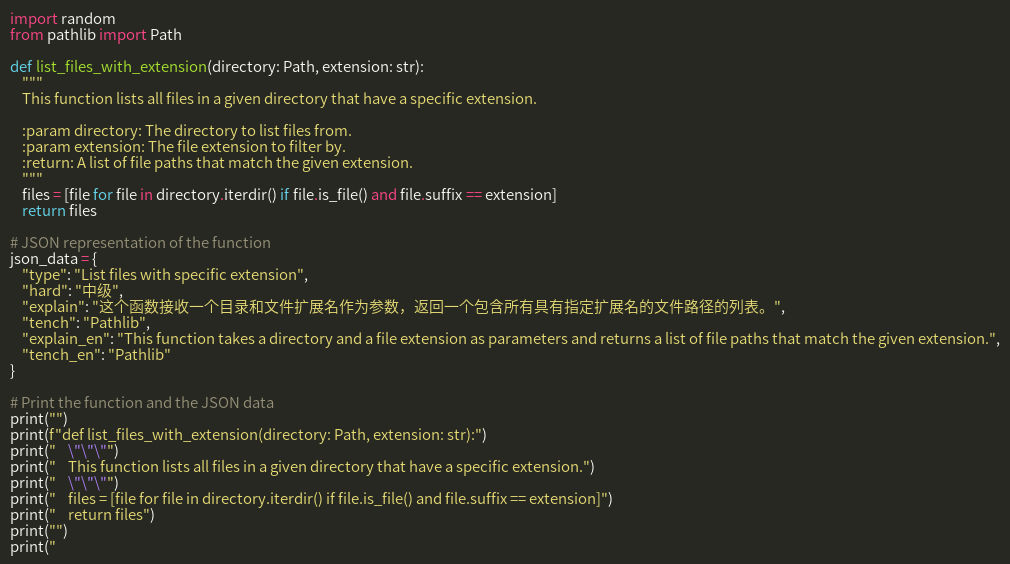 import random
from pathlib import Path

def list_files_with_extension(directory: Path, extension: str):
    """
    This function lists all files in a given directory that have a specific extension.

    :param directory: The directory to list files from.
    :param extension: The file extension to filter by.
    :return: A list of file paths that match the given extension.
    """
    files = [file for file in directory.iterdir() if file.is_file() and file.suffix == extension]
    return files

# JSON representation of the function
json_data = {
    "type": "List files with specific extension",
    "hard": "中级",
    "explain": "这个函数接收一个目录和文件扩展名作为参数，返回一个包含所有具有指定扩展名的文件路径的列表。",
    "tench": "Pathlib",
    "explain_en": "This function takes a directory and a file extension as parameters and returns a list of file paths that match the given extension.",
    "tench_en": "Pathlib"
}

# Print the function and the JSON data
print("")
print(f"def list_files_with_extension(directory: Path, extension: str):")
print("    \"\"\"")
print("    This function lists all files in a given directory that have a specific extension.")
print("    \"\"\"")
print("    files = [file for file in directory.iterdir() if file.is_file() and file.suffix == extension]")
print("    return files")
print("")
print("